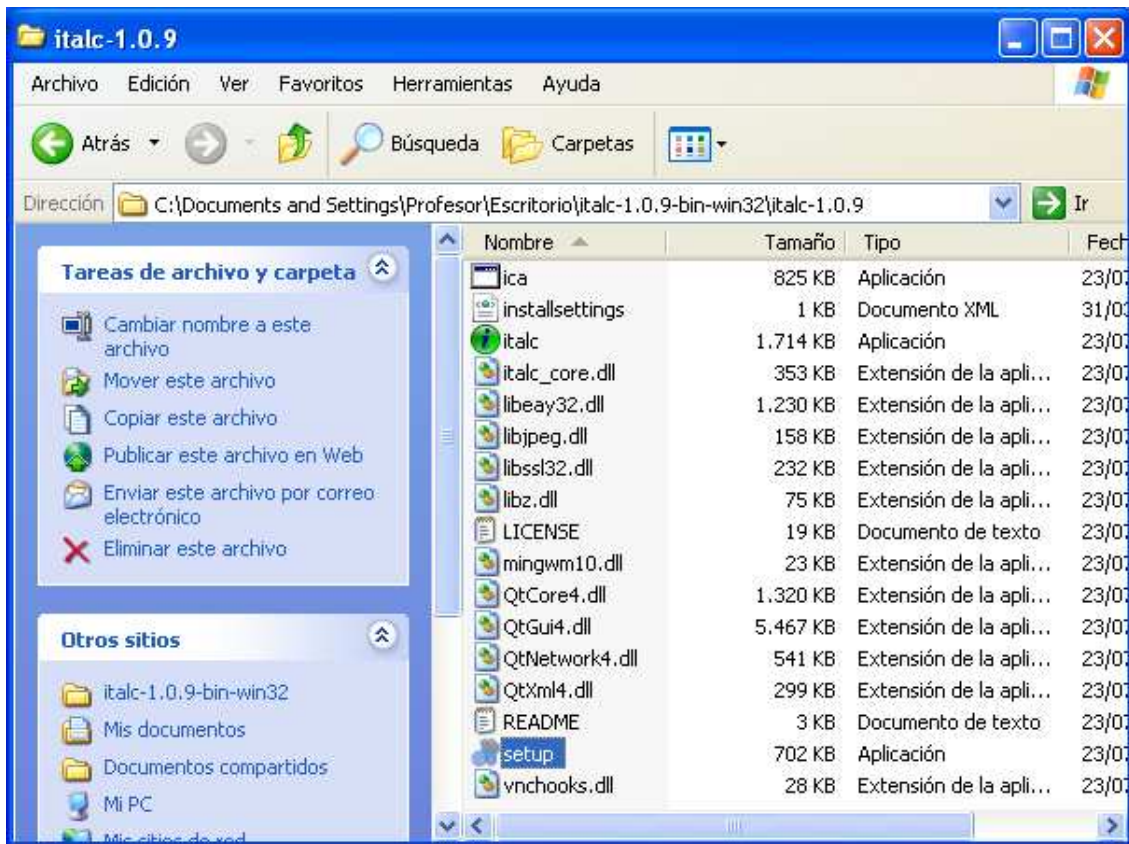 italc-1.0.9
Archivo Edición Ver Favoritos Herramientas Ayuda
Atrás Búsqueda Carpetas
Dirección C:\Documents and Settings\Profesor\Escritorio\italc-1.0.9-bin-win32\italc-1.0.9 Ir
Tareas de archivo y carpeta
Cambiar nombre a este
archivo
Mover este archivo
Copiar este archivo
Publicar este archivo en Web
Enviar este archivo por correo
electrónico
Eliminar este archivo
Otros sitios
italc-1.0.9-bin-win32
Mis documentos
Documentos compartidos
Mi PC
Mis sitios de red
Nombre Tamaño Tipo Fech
ica 825 KB Aplicación 23/07
installsettings 1 KB Documento XML 31/03
italc 1.714 KB Aplicación 23/07
italc_core.dll 353 KB Extensión de la apli... 23/07
libeay32.dll 1.230 KB Extensión de la apli... 23/07
libjpeg.dll 158 KB Extensión de la apli... 23/07
libssl32.dll 232 KB Extensión de la apli... 23/07
libz.dll 75 KB Extensión de la apli... 23/07
LICENSE 19 KB Documento de texto 23/07
mingwm10.dll 23 KB Extensión de la apli... 23/07
QtCore4.dll 1.320 KB Extensión de la apli... 23/07
QtGui4.dll 5.467 KB Extensión de la apli... 23/07
QtNetwork4.dll 541 KB Extensión de la apli... 23/07
QtXml4.dll 299 KB Extensión de la apli... 23/07
README 3 KB Documento de texto 23/07
setup 702 KB Aplicación 23/07
vnchooks.dll 28 KB Extensión de la apli... 23/07